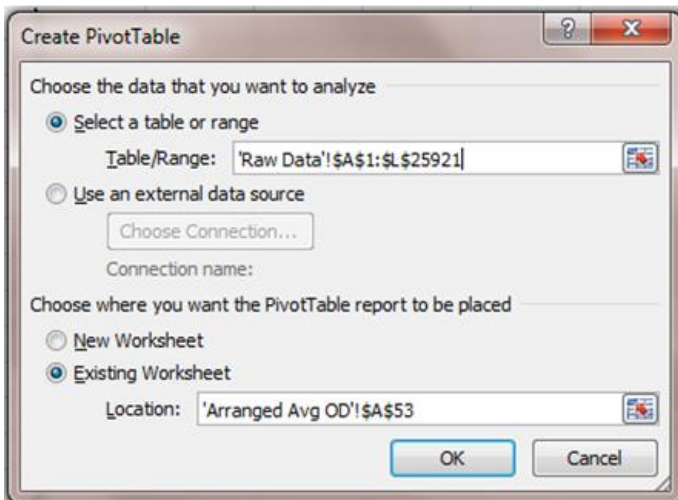 Create PivotTable
?
Choose the data that you want to analyze
Select a table or range
Table/Range: 'Raw Data'!$A$1:$L$25921
Use an external data source
Choose Connection...
Connection name:
Choose where you want the PivotTable report to be placed
New Worksheet
Existing Worksheet
Location: 'Arranged Avg OD'!$A$53
OK Cancel